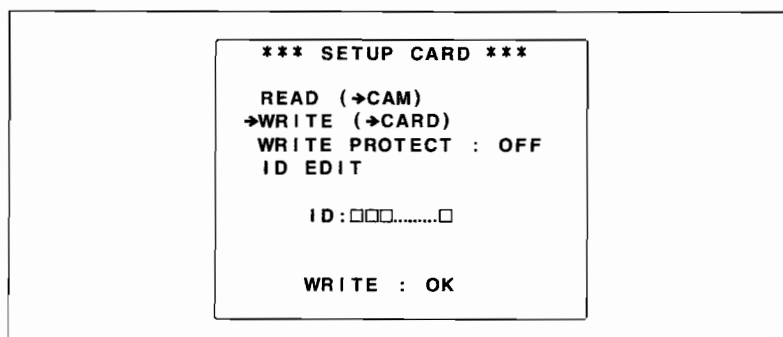 *** SETUP CARD ***
READ (→CAM)
→WRITE (→CARD)
WRITE PROTECT : OFF
ID EDIT
ID:□□□.........□
WRITE : OK